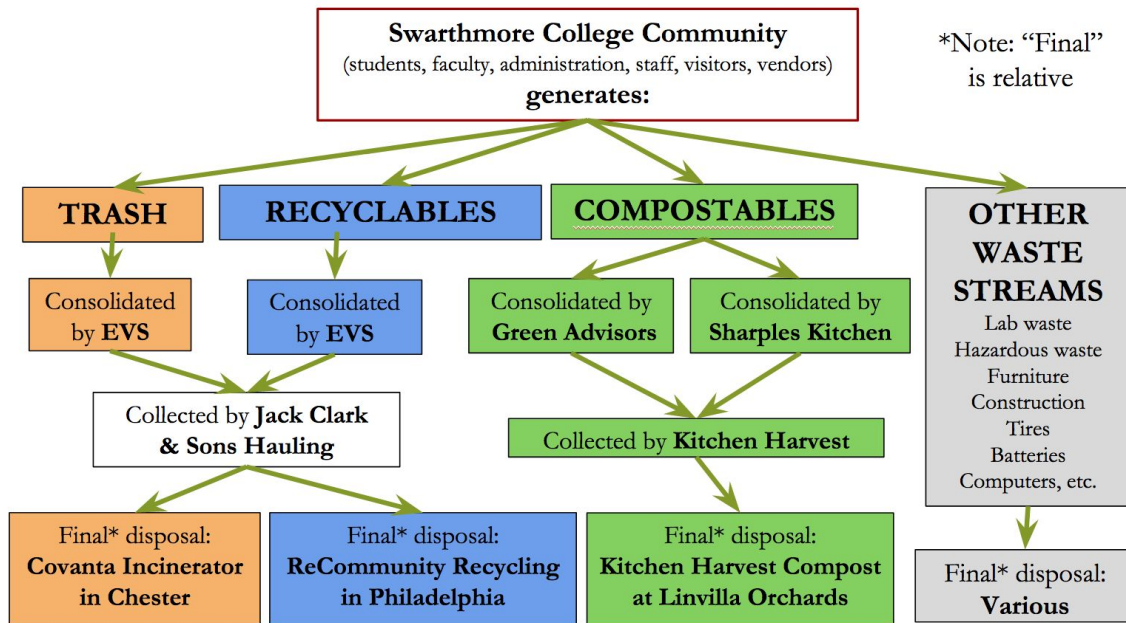 Swarthmore College Community
(students, faculty, administration, staff, visitors, vendors)
generates:
*Note: “Final”
is relative
TRASH
RECYCLABLES
COMPOSTABLES
OTHER
WASTE
STREAMS
Lab waste
Hazardous waste
Furniture
Construction
Tires
Batteries
Computers, etc.
Consolidated
by EVS
Consolidated
by EVS
Consolidated by
Green Advisors
Consolidated by
Sharples Kitchen
Collected by Jack Clark
& Sons Hauling
Collected by Kitchen Harvest
Final* disposal:
Covanta Incinerator
in Chester
Final* disposal:
ReCommunity Recycling
in Philadelphia
Final* disposal:
Kitchen Harvest Compost
at Linvilla Orchards
Final* disposal:
Various